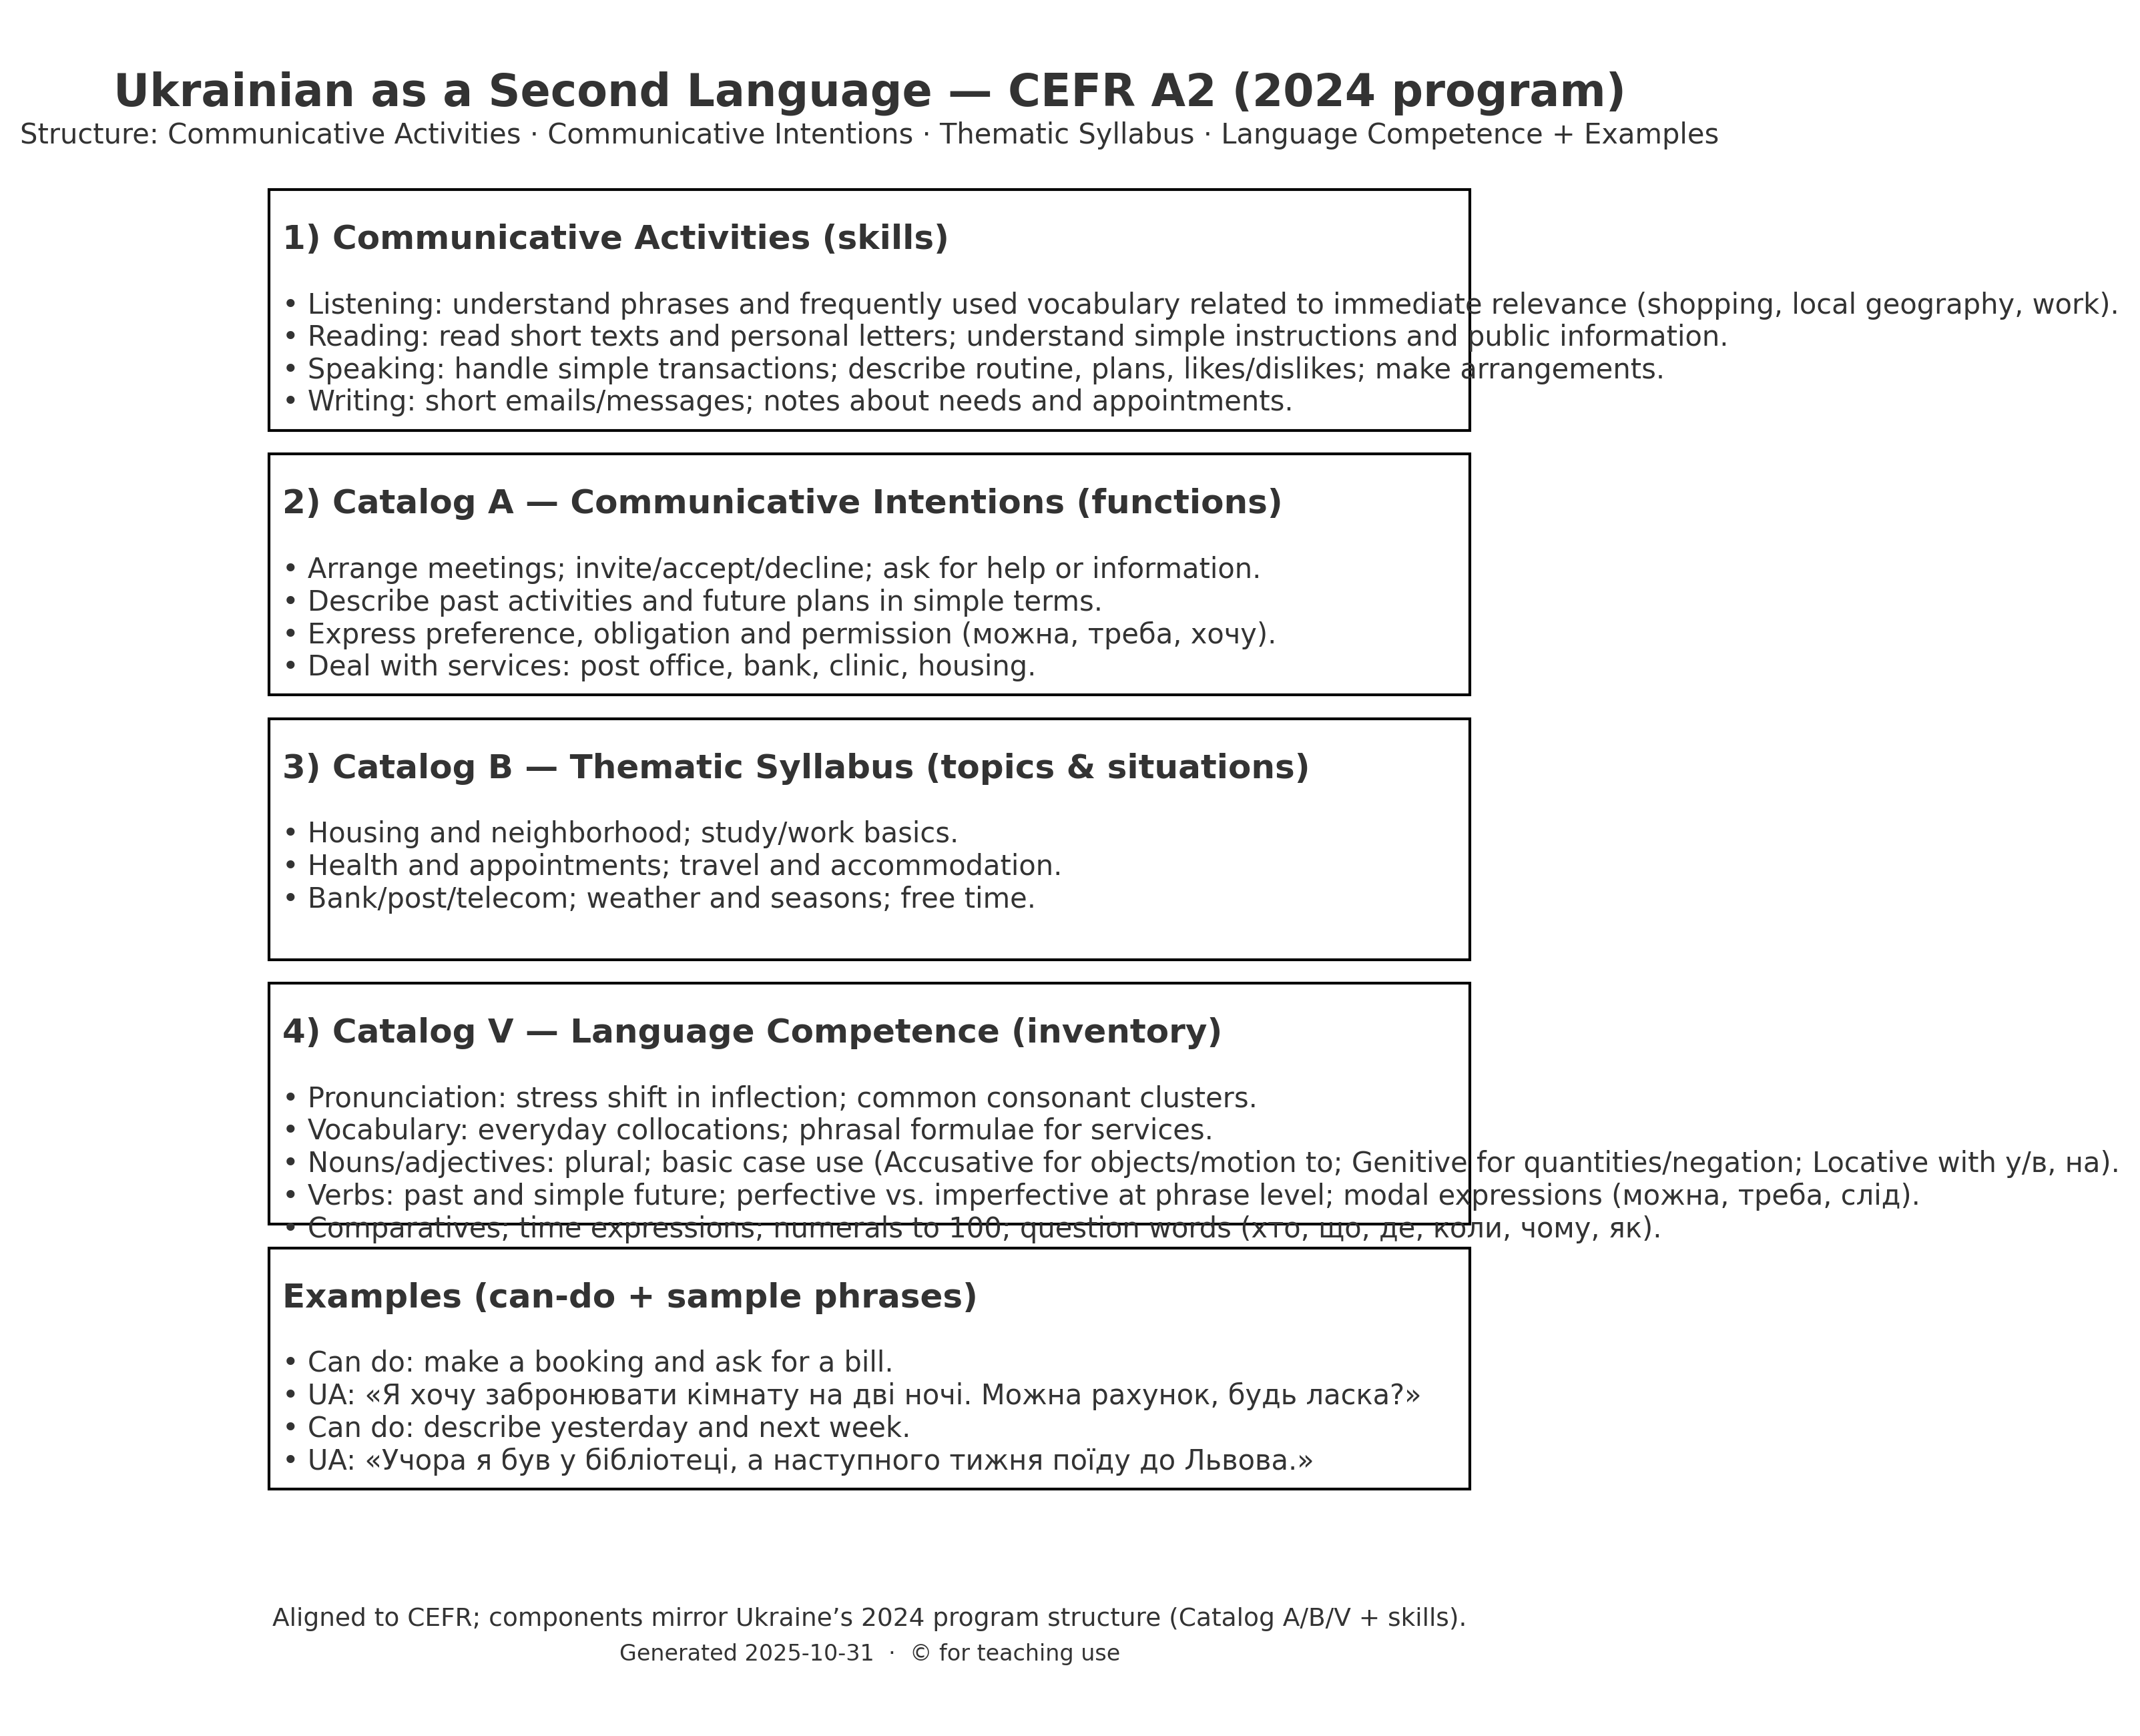 Ukrainian as a Second Language — CEFR A2 (2024 program)
Structure: Communicative Activities · Communicative Intentions · Thematic Syllabus · Language Competence + Examples
1) Communicative Activities (skills)
• Listening: understand phrases and frequently used vocabulary related to immediate relevance (shopping, local geography, work).
• Reading: read short texts and personal letters; understand simple instructions and public information.
• Speaking: handle simple transactions; describe routine, plans, likes/dislikes; make arrangements.
• Writing: short emails/messages; notes about needs and appointments.
2) Catalog A — Communicative Intentions (functions)
• Arrange meetings; invite/accept/decline; ask for help or information.
• Describe past activities and future plans in simple terms.
• Express preference, obligation and permission (можна, треба, хочу).
• Deal with services: post office, bank, clinic, housing.
3) Catalog B — Thematic Syllabus (topics & situations)
• Housing and neighborhood; study/work basics.
• Health and appointments; travel and accommodation.
• Bank/post/telecom; weather and seasons; free time.
4) Catalog V — Language Competence (inventory)
• Pronunciation: stress shift in inflection; common consonant clusters.
• Vocabulary: everyday collocations; phrasal formulae for services.
• Nouns/adjectives: plural; basic case use (Accusative for objects/motion to; Genitive for quantities/negation; Locative with у/в, на).
• Verbs: past and simple future; perfective vs. imperfective at phrase level; modal expressions (можна, треба, слід).
• Comparatives; time expressions; numerals to 100; question words (хто, що, де, коли, чому, як).
Examples (can-do + sample phrases)
• Can do: make a booking and ask for a bill.
• UA: «Я хочу забронювати кімнату на дві ночі. Можна рахунок, будь ласка?»
• Can do: describe yesterday and next week.
• UA: «Учора я був у бібліотеці, а наступного тижня поїду до Львова.»
Aligned to CEFR; components mirror Ukraine’s 2024 program structure (Catalog A/B/V + skills).
Generated 2025-10-31 · © for teaching use